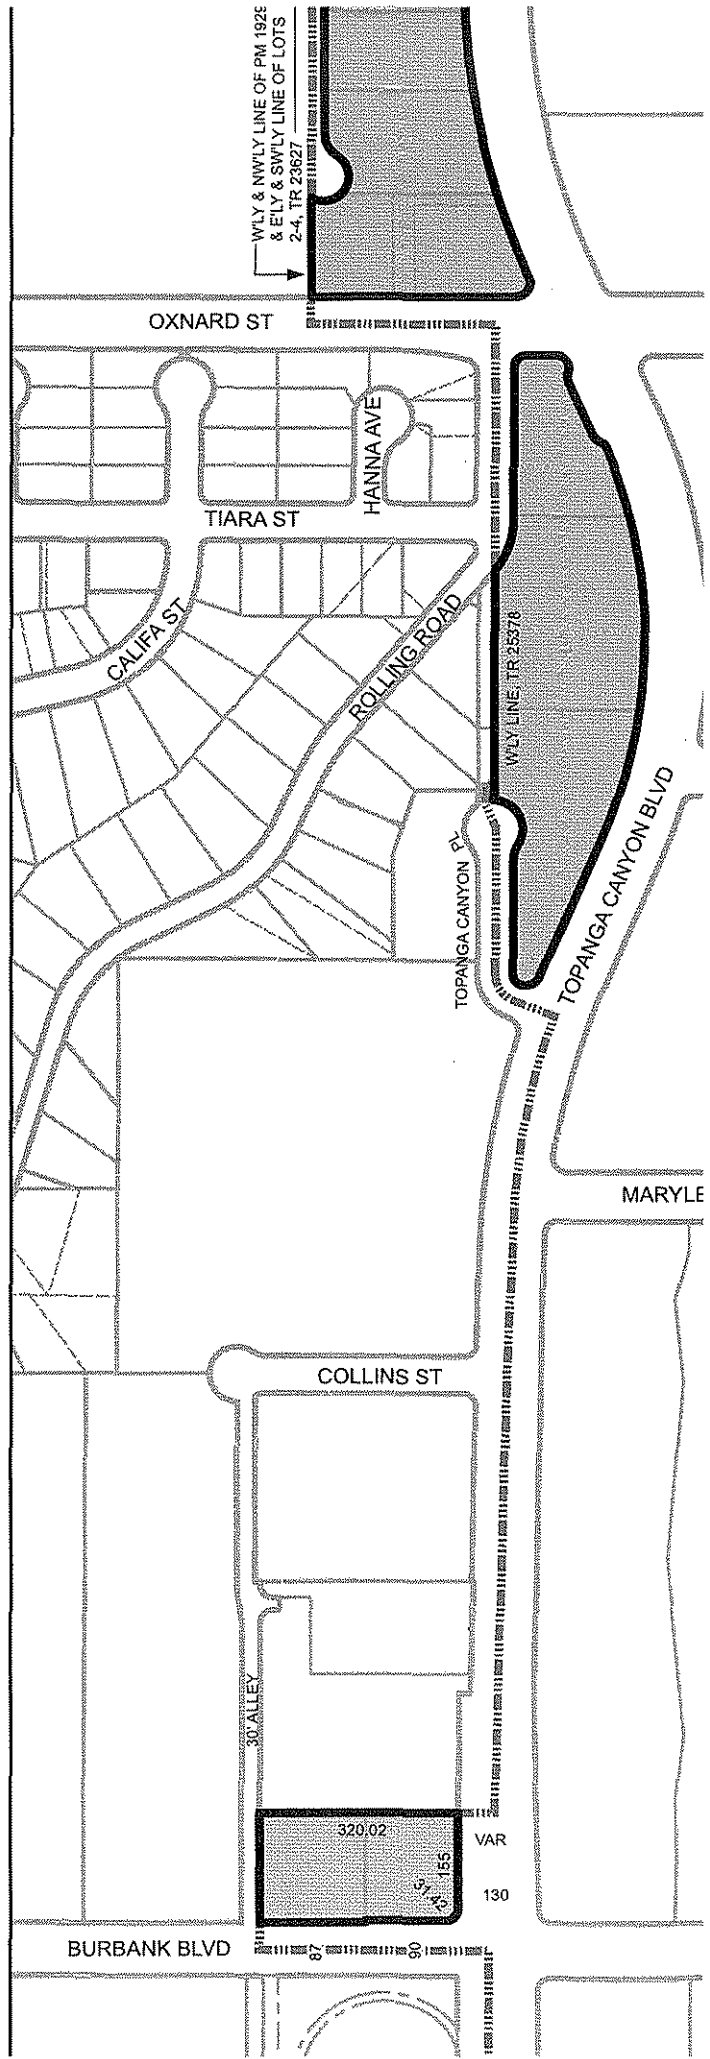 W'LY & NW'LY LINE OF PM 1929
& E'LY & SW'LY LINE OF LOTS
2-4, TR 23627
OXNARD ST
HANNA AVE
TIARA ST
CALIFA ST
ROLLING ROAD
W'LY LINE, TR 25378
TOPANGA CANYON PL
TOPANGA CANYON BLVD
MARYLE
COLLINS ST
30' ALLEY
320.02
VAR
155
31.42
130
BURBANK BLVD
87
90